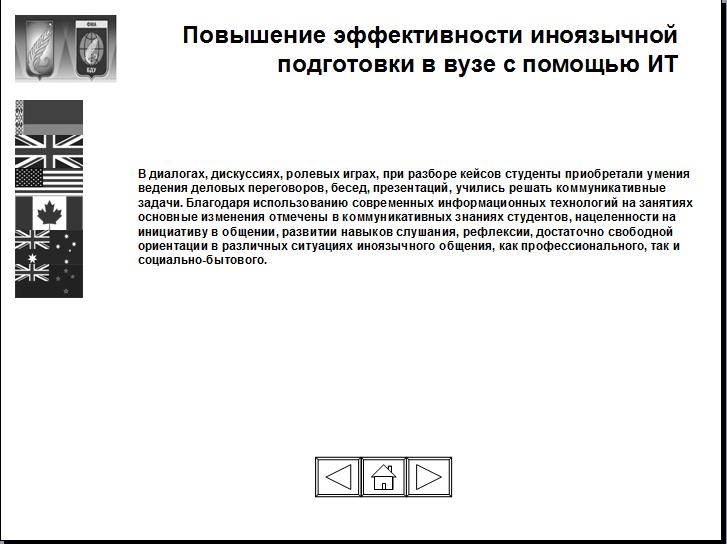 ФМА
БДУ
Повышение эффективности иноязычной
подготовки в вузе с помощью ИТ
В диалогах, дискуссиях, ролевых играх, при разборе кейсов студенты приобретали умения
ведения деловых переговоров, бесед, презентаций, учились решать коммуникативные
задачи. Благодаря использованию современных информационных технологий на занятиях
основные изменения отмечены в коммуникативных знаниях студентов, нацеленности на
инициативу в общении, развитии навыков слушания, рефлексии, достаточно свободной
ориентации в различных ситуациях иноязычного общения, как профессионального, так и
социально-бытового.